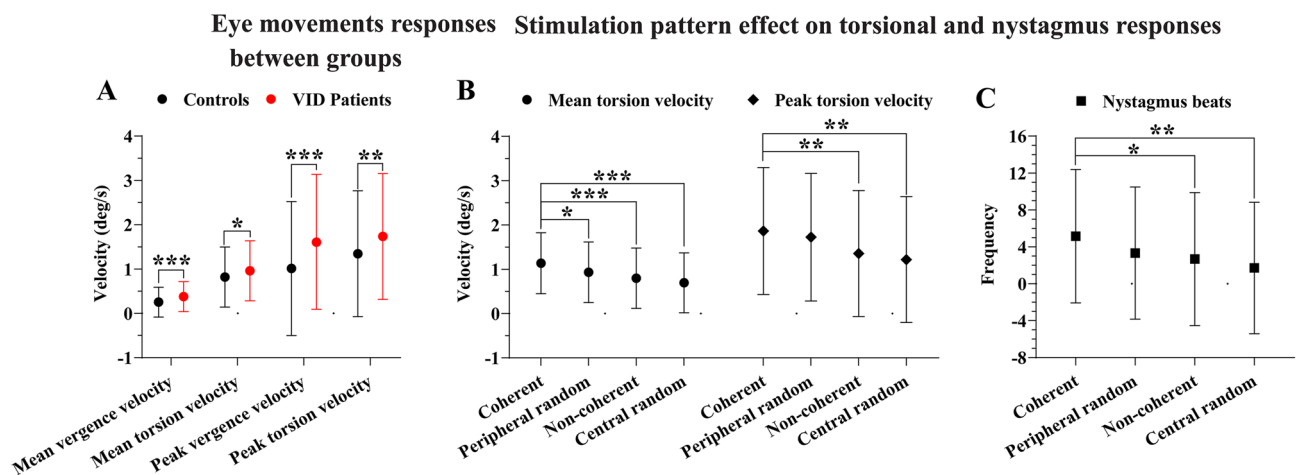 Eye movements responses
between groups
Stimulation pattern effect on torsional and nystagmus responses
A
Controls
VID Patients
Velocity (deg/s)
4
3
2
1
0
-1
***
*
***
**
Mean vergence velocity
Mean torsion velocity
Peak vergence velocity
Peak torsion velocity
B
Mean torsion velocity
Peak torsion velocity
Velocity (deg/s)
4
3
2
1
0
-1
***
***
*
**
**
Coherent
Peripheral random
Non-coherent
Central random
Coherent
Peripheral random
Non-coherent
Central random
C
Nystagmus beats
Frequency
16
12
8
4
0
-4
-8
**
*
Coherent
Peripheral random
Non-coherent
Central random